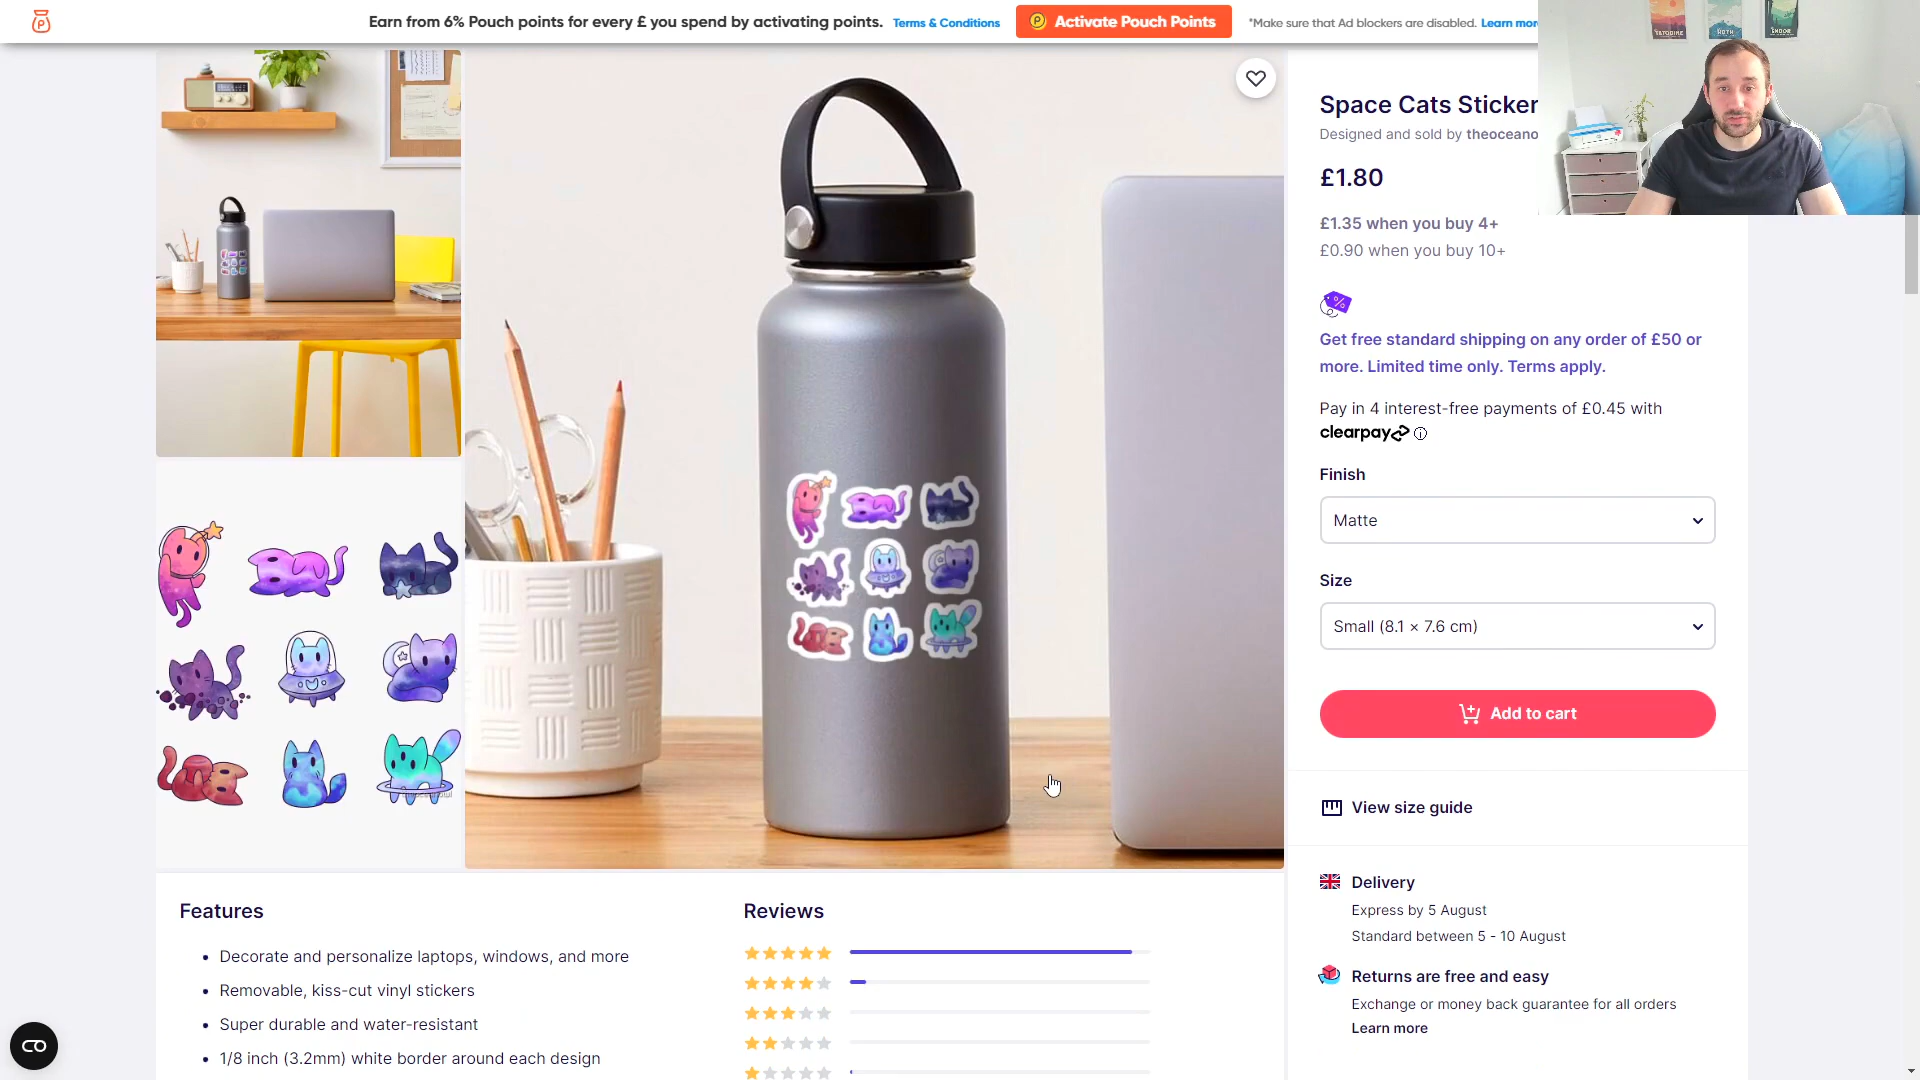 Earn from 6% Pouch points for every £ you spend by activating points. Terms & Conditions Activate Pouch Points *Make sure that Ad blockers are disabled. Learn
TATOOINE HOTH ENDOR
Space Cats Sticker
Designed and sold by theoceano
£1.80
£1.35 when you buy 4+
£0.90 when you buy 10+
Get free standard shipping on any order of £50 or
more. Limited time only. Terms apply.
Pay in 4 interest-free payments of £0.45 with
clearpay
Finish
Matte
Size
Small (8.1 × 7.6 cm)
Add to cart
View size guide
Delivery
Express by 5 August
Standard between 5 - 10 August
Returns are free and easy
Exchange or money back guarantee for all orders
Learn more
Features
• Decorate and personalize laptops, windows, and more
• Removable, kiss-cut vinyl stickers
• Super durable and water-resistant
• 1/8 inch (3.2mm) white border around each design
Reviews